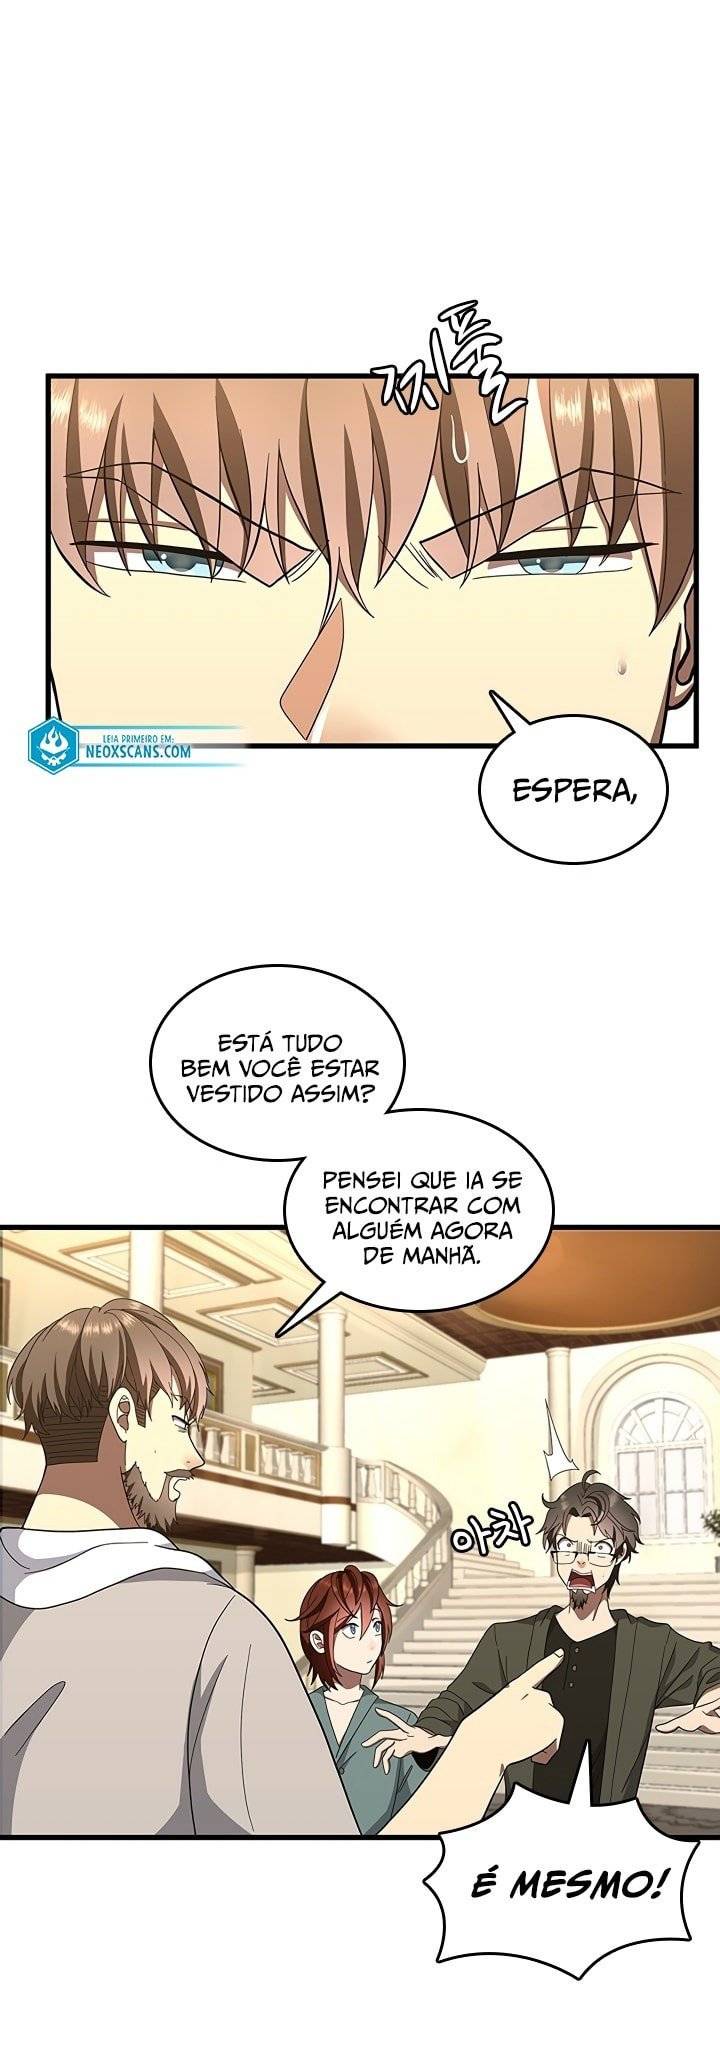 찌풀
LEIA PRIMEIRO EM:
NEOXSCANS.COM
ESPERA,
ESTÁ TUDO
BEM VOCÊ ESTAR
VESTIDO ASSIM?
PENSEI QUE IA SE
ENCONTRAR COM
ALGUÉM AGORA
DE MANHÃ.
아차
É MESMO!